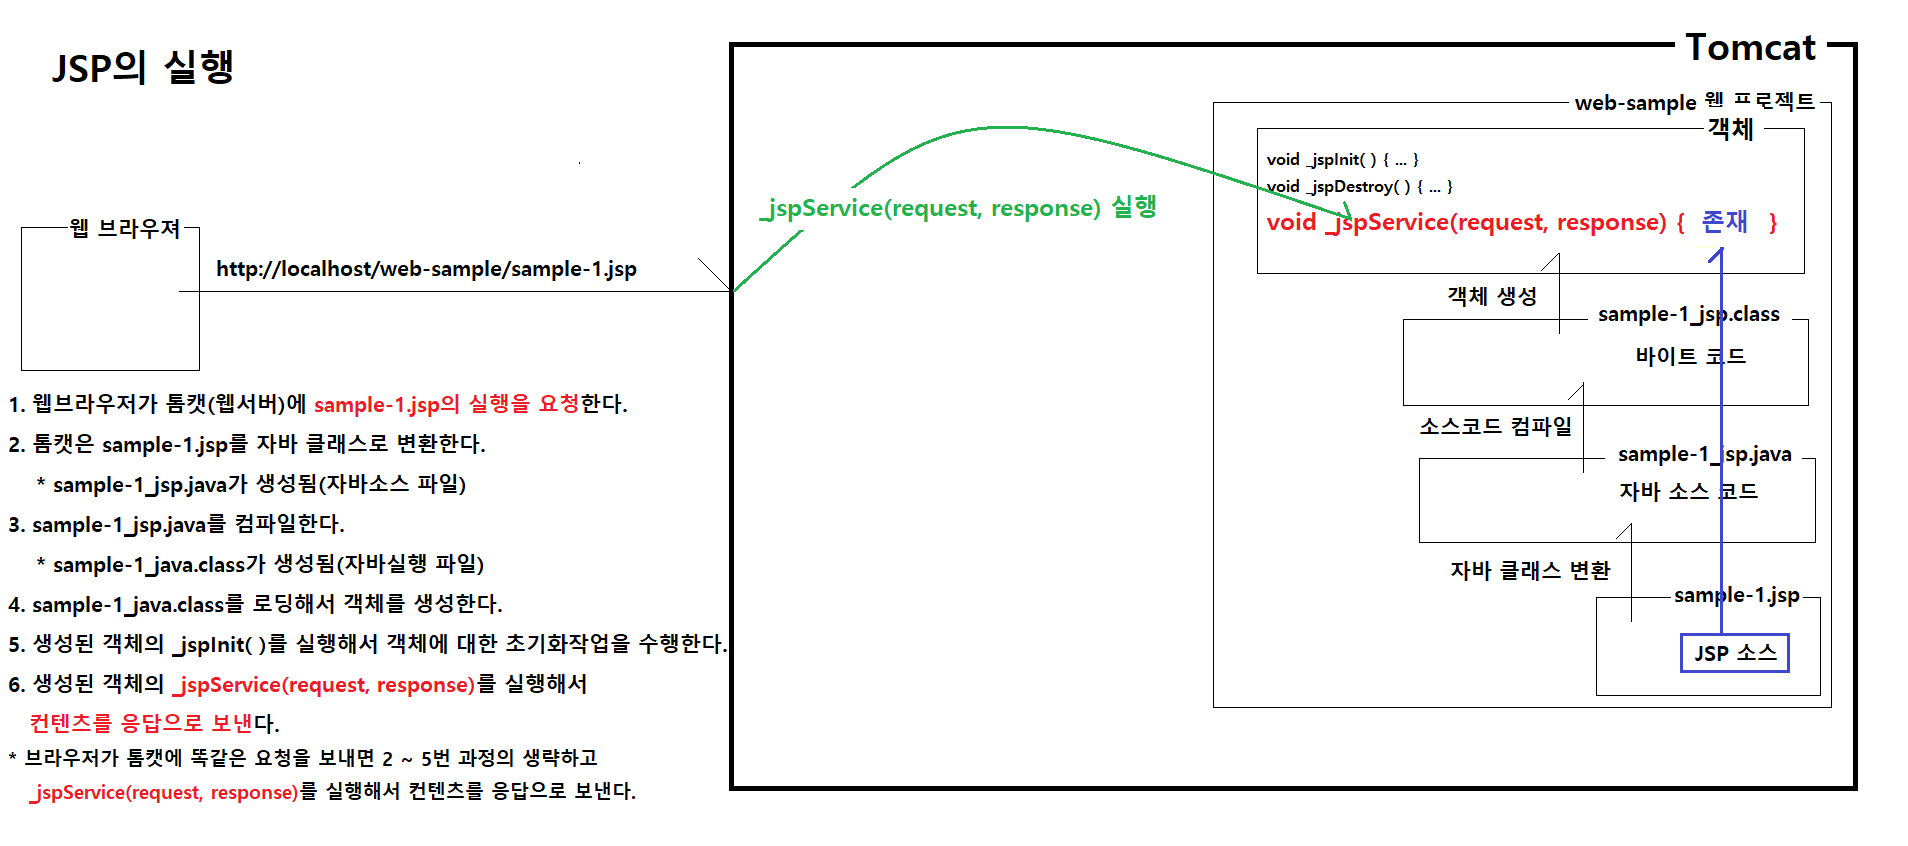 JSP의 실행
Tomcat
web-sample 웹 프로젝트
객체
void _jspInit( ) { ... }
void _jspDestroy( ) { ... }
void _jspService(request, response) { 존재 }
_jspService(request, response) 실행
웹 브라우져
http://localhost/web-sample/sample-1.jsp
객체 생성
sample-1_jsp.class
바이트 코드
소스코드 컴파일
sample-1_jsp.java
자바 소스 코드
자바 클래스 변환
sample-1.jsp
JSP 소스
1. 웹브라우저가 톰캣(웹서버)에 sample-1.jsp의 실행을 요청한다.
2. 톰캣은 sample-1.jsp를 자바 클래스로 변환한다.
* sample-1_jsp.java가 생성됨(자바소스 파일)
3. sample-1_jsp.java를 컴파일한다.
* sample-1_java.class가 생성됨(자바실행 파일)
4. sample-1_java.class를 로딩해서 객체를 생성한다.
5. 생성된 객체의 _jspInit( )를 실행해서 객체에 대한 초기화작업을 수행한다.
6. 생성된 객체의 _jspService(request, response)를 실행해서
컨텐츠를 응답으로 보낸다.
* 브라우저가 톰캣에 똑같은 요청을 보내면 2 ~ 5번 과정의 생략하고
_jspService(request, response)를 실행해서 컨텐츠를 응답으로 보낸다.